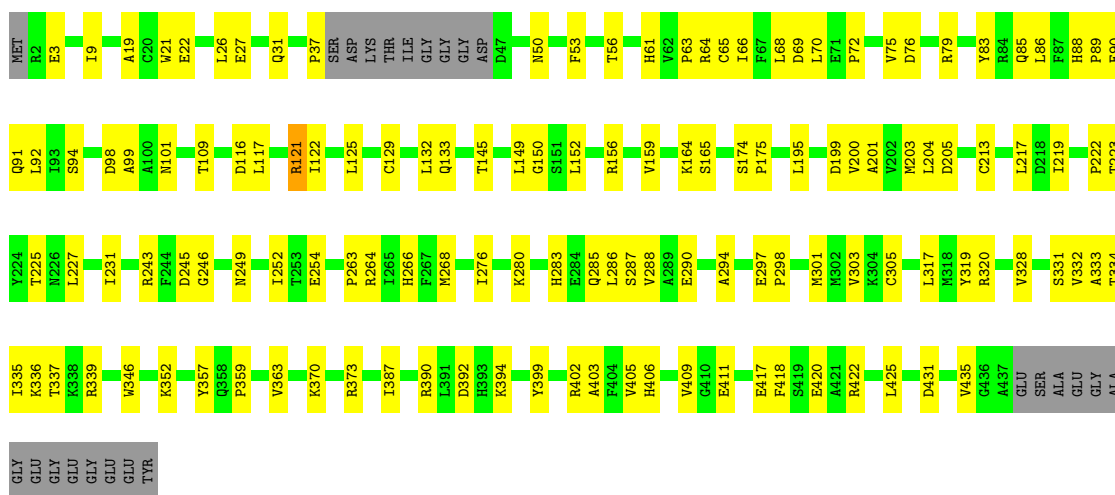 MET R2 E3 I9 A19 C20 W21 E22 L26 E27 Q31 P37 SER ASP LYS THR ILE GLY GLY GLY ASP D47 N50 F53 T56 H61 V62 P63 R64 C65 I66 F67 L68 D69 L70 E71 P72 V75 D76 R79 Y83 R84 Q85 L86 F87 H88 P89
Q91 L92 I93 S94 D98 A99 A100 N101 T109 D116 L117 R121 I122 L125 C129 L132 Q133 T145 L149 G150 S151 L152 R156 V159 K164 S165 S174 P175 L195 D199 V200 A201 V202 M203 L204 D205 C213 L217 D218 I219 P222 T223
Y224 T225 N226 L227 I231 R243 F244 D245 G246 N249 I252 T253 E254 P263 R264 I265 H266 F267 M268 I276 K280 H283 E284 Q285 L286 S287 V288 A289 E290 A294 E297 P298 M301 M302 V303 K304 C305 L317 M318 Y319 R320 V328 S331 V332 A333 T334
I335 K336 T337 K338 R339 W346 K352 Y357 Q358 P359 V363 K370 R373 I387 R390 L391 D392 H393 K394 Y399 R402 A403 F404 V405 H406 V409 G410 E411 E417 F418 S419 E420 A421 R422 L425 D431 V435 G436 A437 GLU SER ALA GLU GLY ALA
GLY GLU GLY GLU GLY GLU GLU TYR